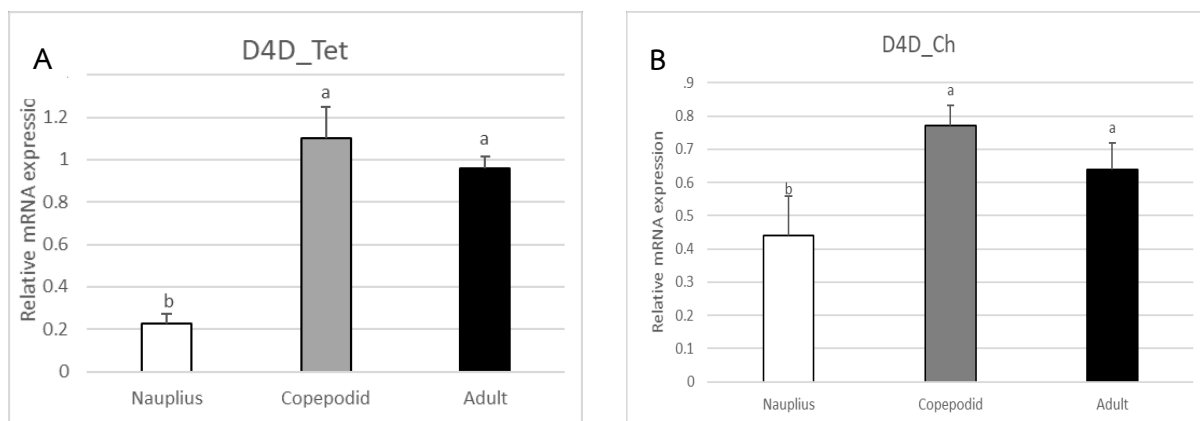 A
D4D_Tet
Relative mRNA expressic
1.2
1
0.8
0.6
0.4
0.2
0
b
a
a
Nauplius Copepodid Adult
B
D4D_Ch
Relative mRNA expression
.9
0.8
0.7
0.6
0.5
0.4
0.3
0.2
0.1
0
b
a
a
Nauplius Copepodid Adult